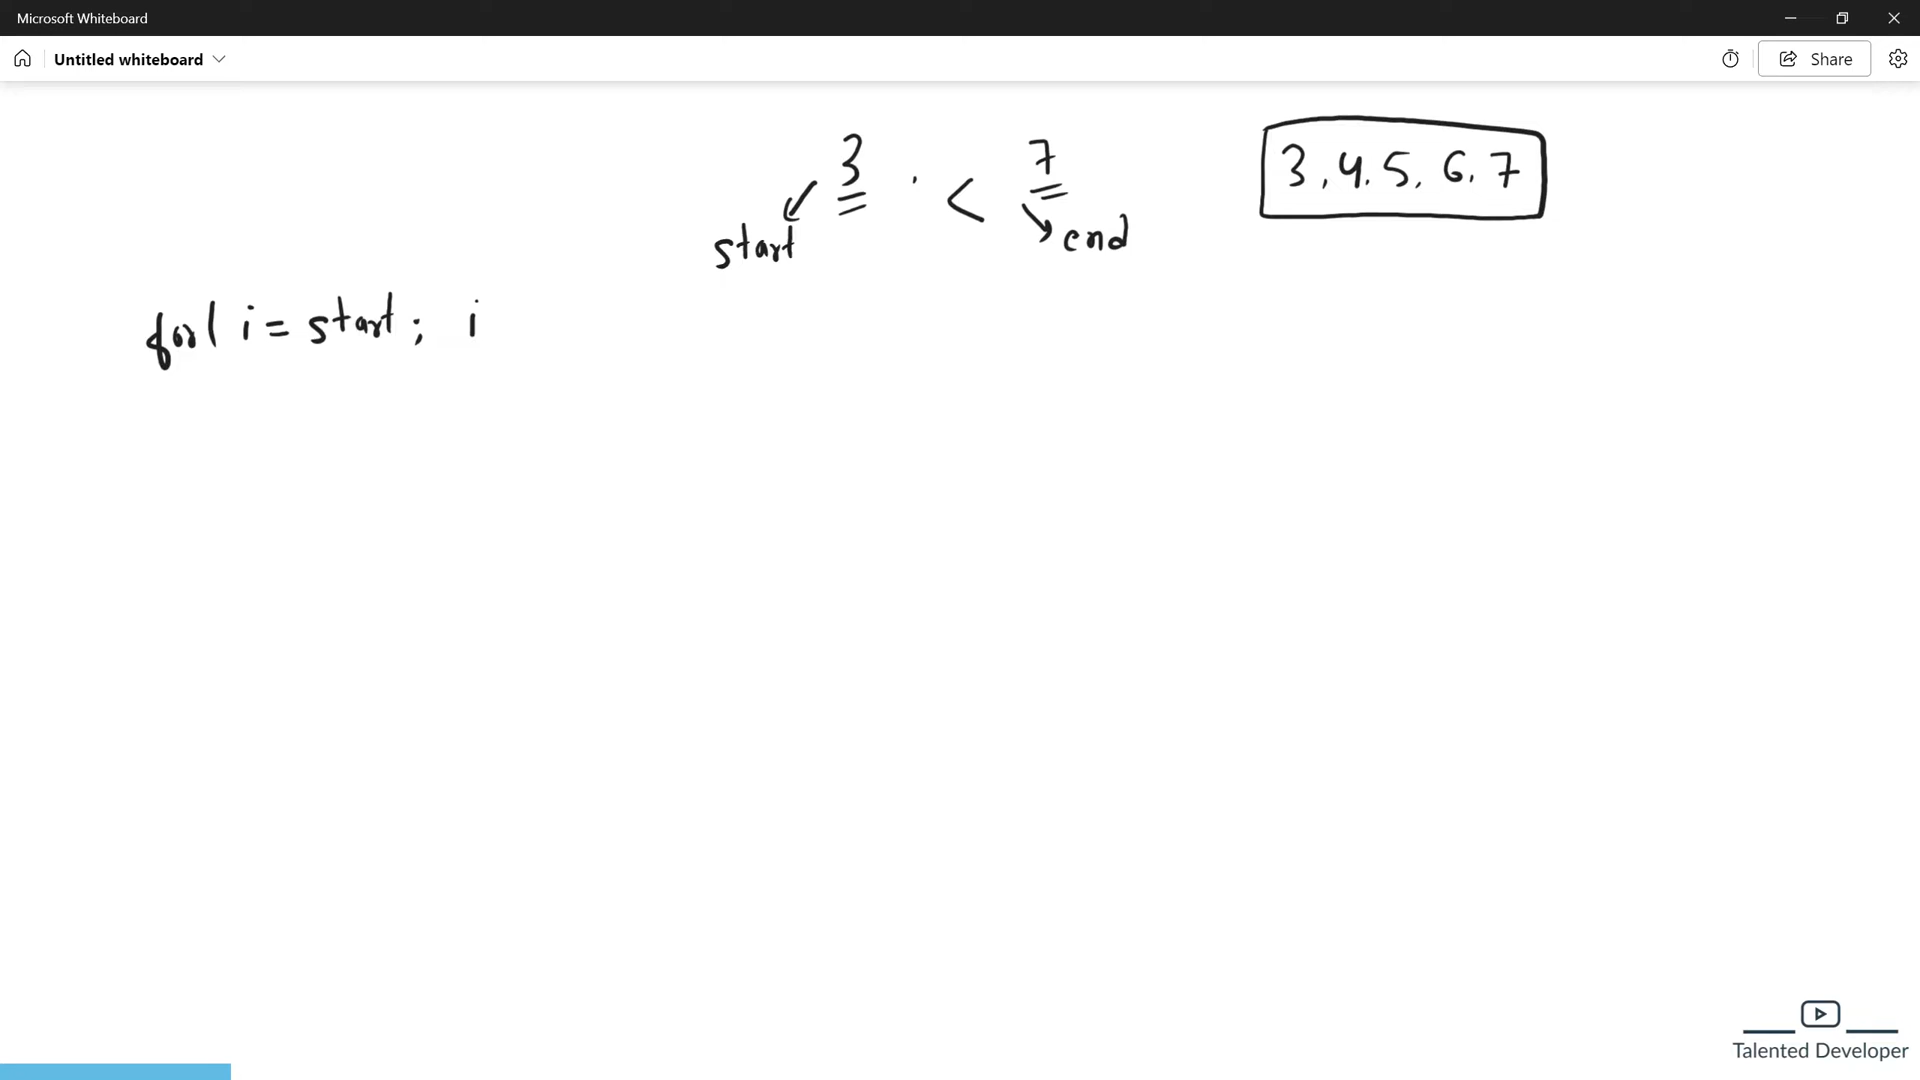 Microsoft Whiteboard
Untitled whiteboard
Share
3 < 7
3, 4, 5, 6, 7
start
end
for( i = start; i
Talented Developer